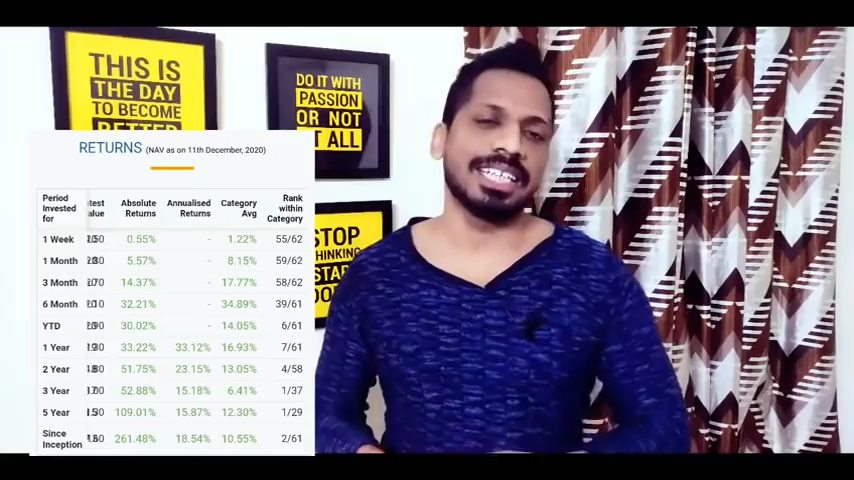 THIS IS
THE DAY
TO BECOME
BETTER
DO IT WITH
PASSION
OR NOT
AT ALL
STOP
THINKING
START
RETURNS (NAV as on 11th December, 2020)
Period Invested for Absolute Returns Annualised Returns Category Avg Rank within Category
1 Week 0.55% - 1.22% 55/62
1 Month 5.57% - 8.15% 59/62
3 Month 14.37% - 17.77% 58/62
6 Month 32.21% - 34.89% 39/61
YTD 30.02% - 14.05% 6/61
1 Year 33.22% 33.12% 16.93% 7/61
2 Year 51.75% 23.15% 13.05% 4/58
3 Year 52.88% 15.18% 6.41% 1/37
5 Year 109.01% 15.87% 12.30% 1/29
Since Inception 261.48% 18.54% 10.55% 2/61